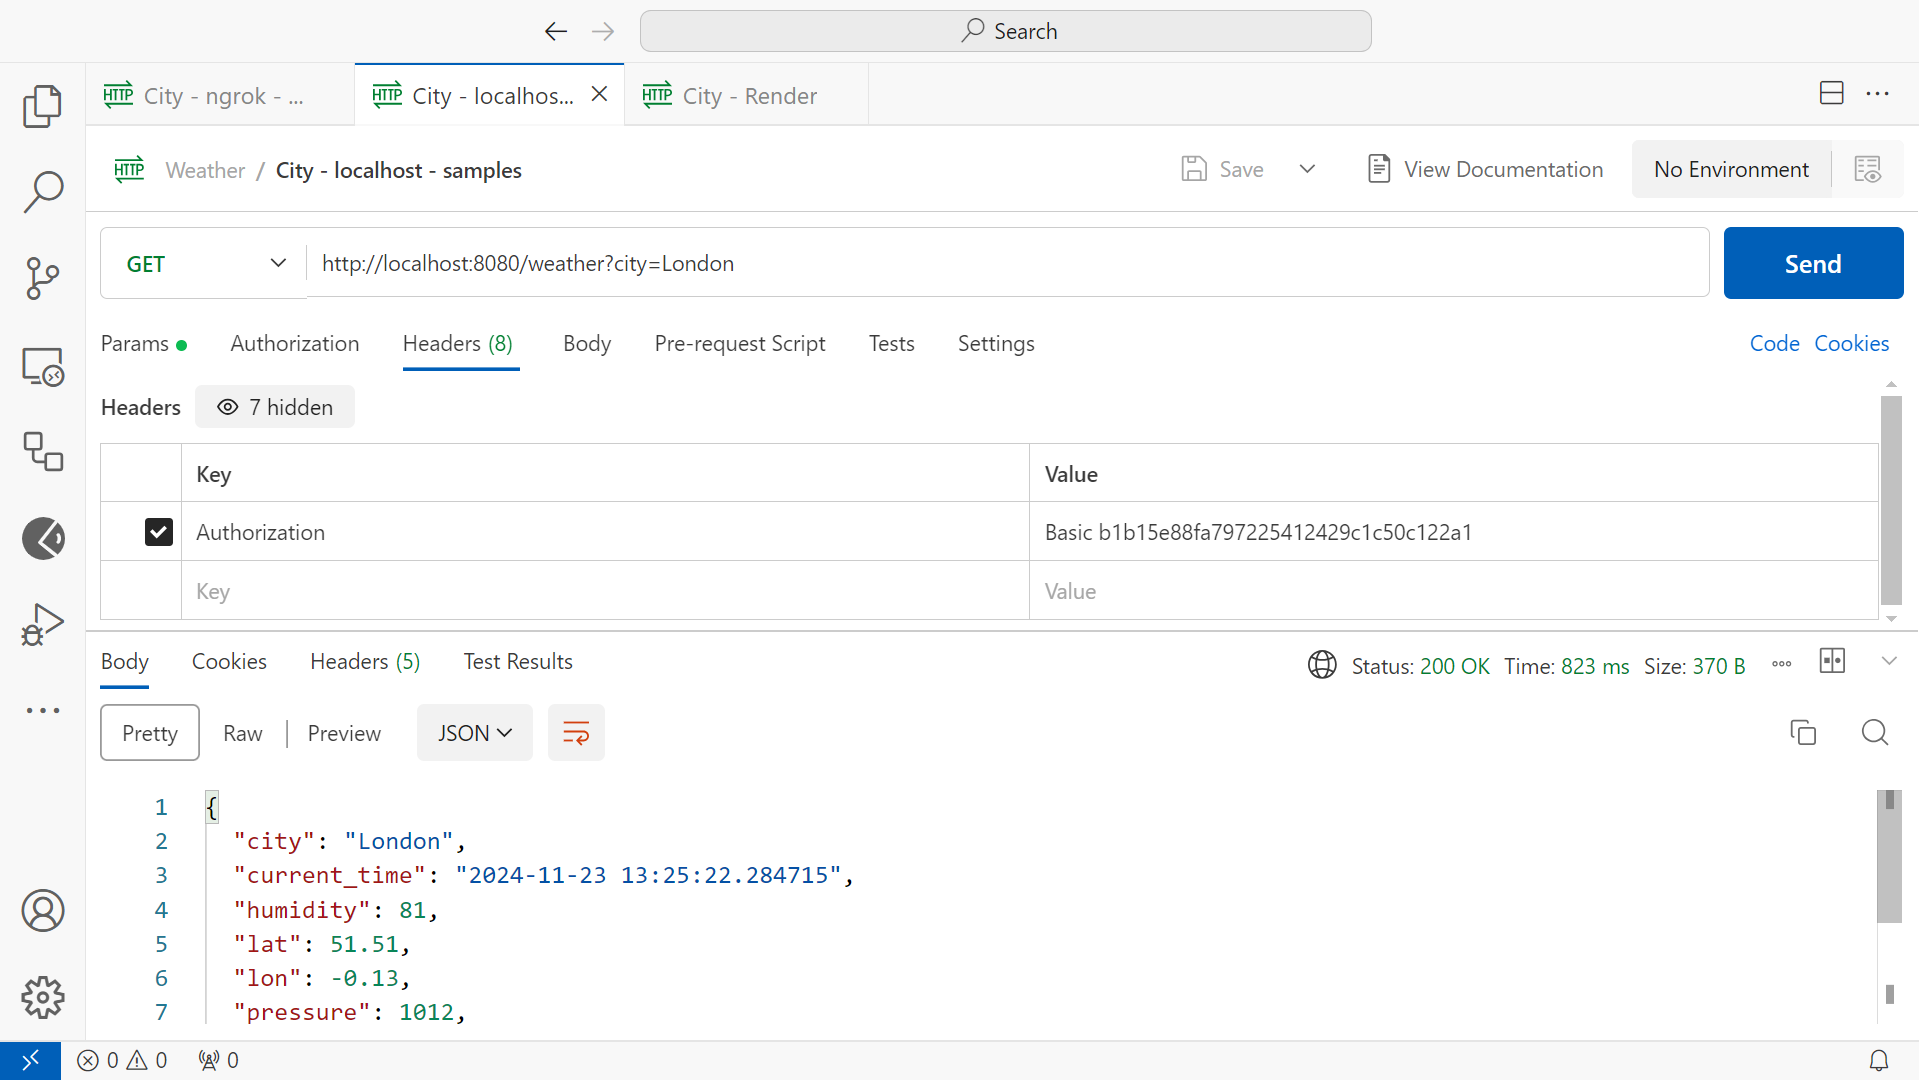 Search
HTTP City - ngrok - ...
HTTP City - localhos...
HTTP City - Render
HTTP Weather / City - localhost - samples
Save
View Documentation
No Environment
GET
http://localhost:8080/weather?city=London
Send
Params
Authorization
Headers (8)
Body
Pre-request Script
Tests
Settings
Code
Cookies
Headers
7 hidden
Key
Value
Authorization
Basic b1b15e88fa797225412429c1c50c122a1
Key
Value
Body
Cookies
Headers (5)
Test Results
Status: 200 OK Time: 823 ms Size: 370 B
Pretty
Raw
Preview
JSON
1 {
2 "city": "London",
3 "current_time": "2024-11-23 13:25:22.284715",
4 "humidity": 81,
5 "lat": 51.51,
6 "lon": -0.13,
7 "pressure": 1012,
0 0 0